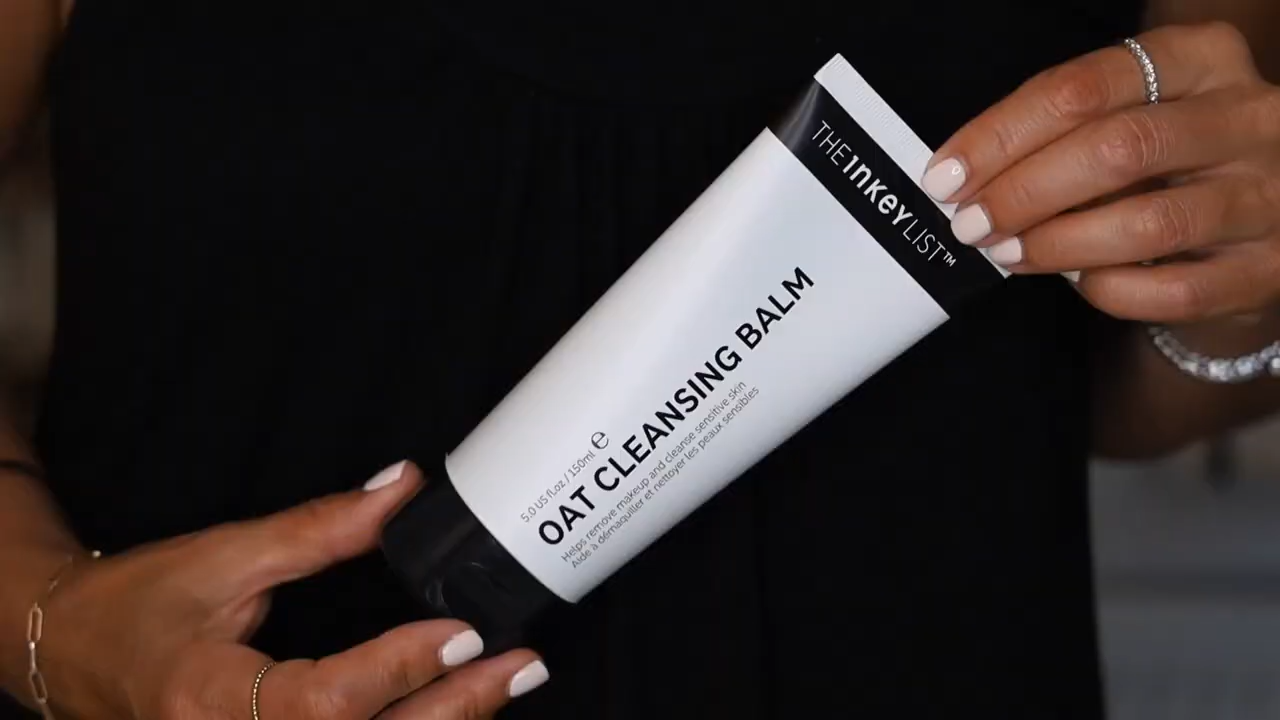 THE INKEY LIST™
5.0 US fl.oz / 150ml ℮
OAT CLEANSING BALM
Helps remove makeup and cleanse sensitive skin
Aide à démaquiller et nettoyer les peaux sensibles